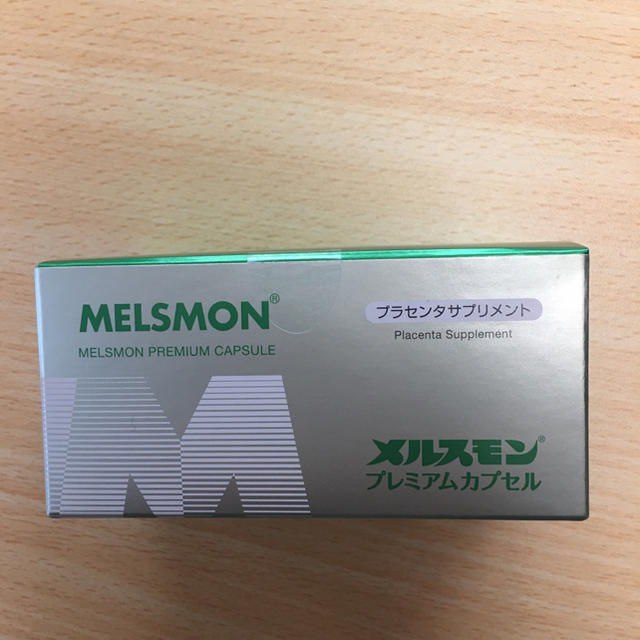 MELSMON®
MELSMON PREMIUM CAPSULE
プラセンタサプリメント
Placenta Supplement
メルスモン®
プレミアムカプセル